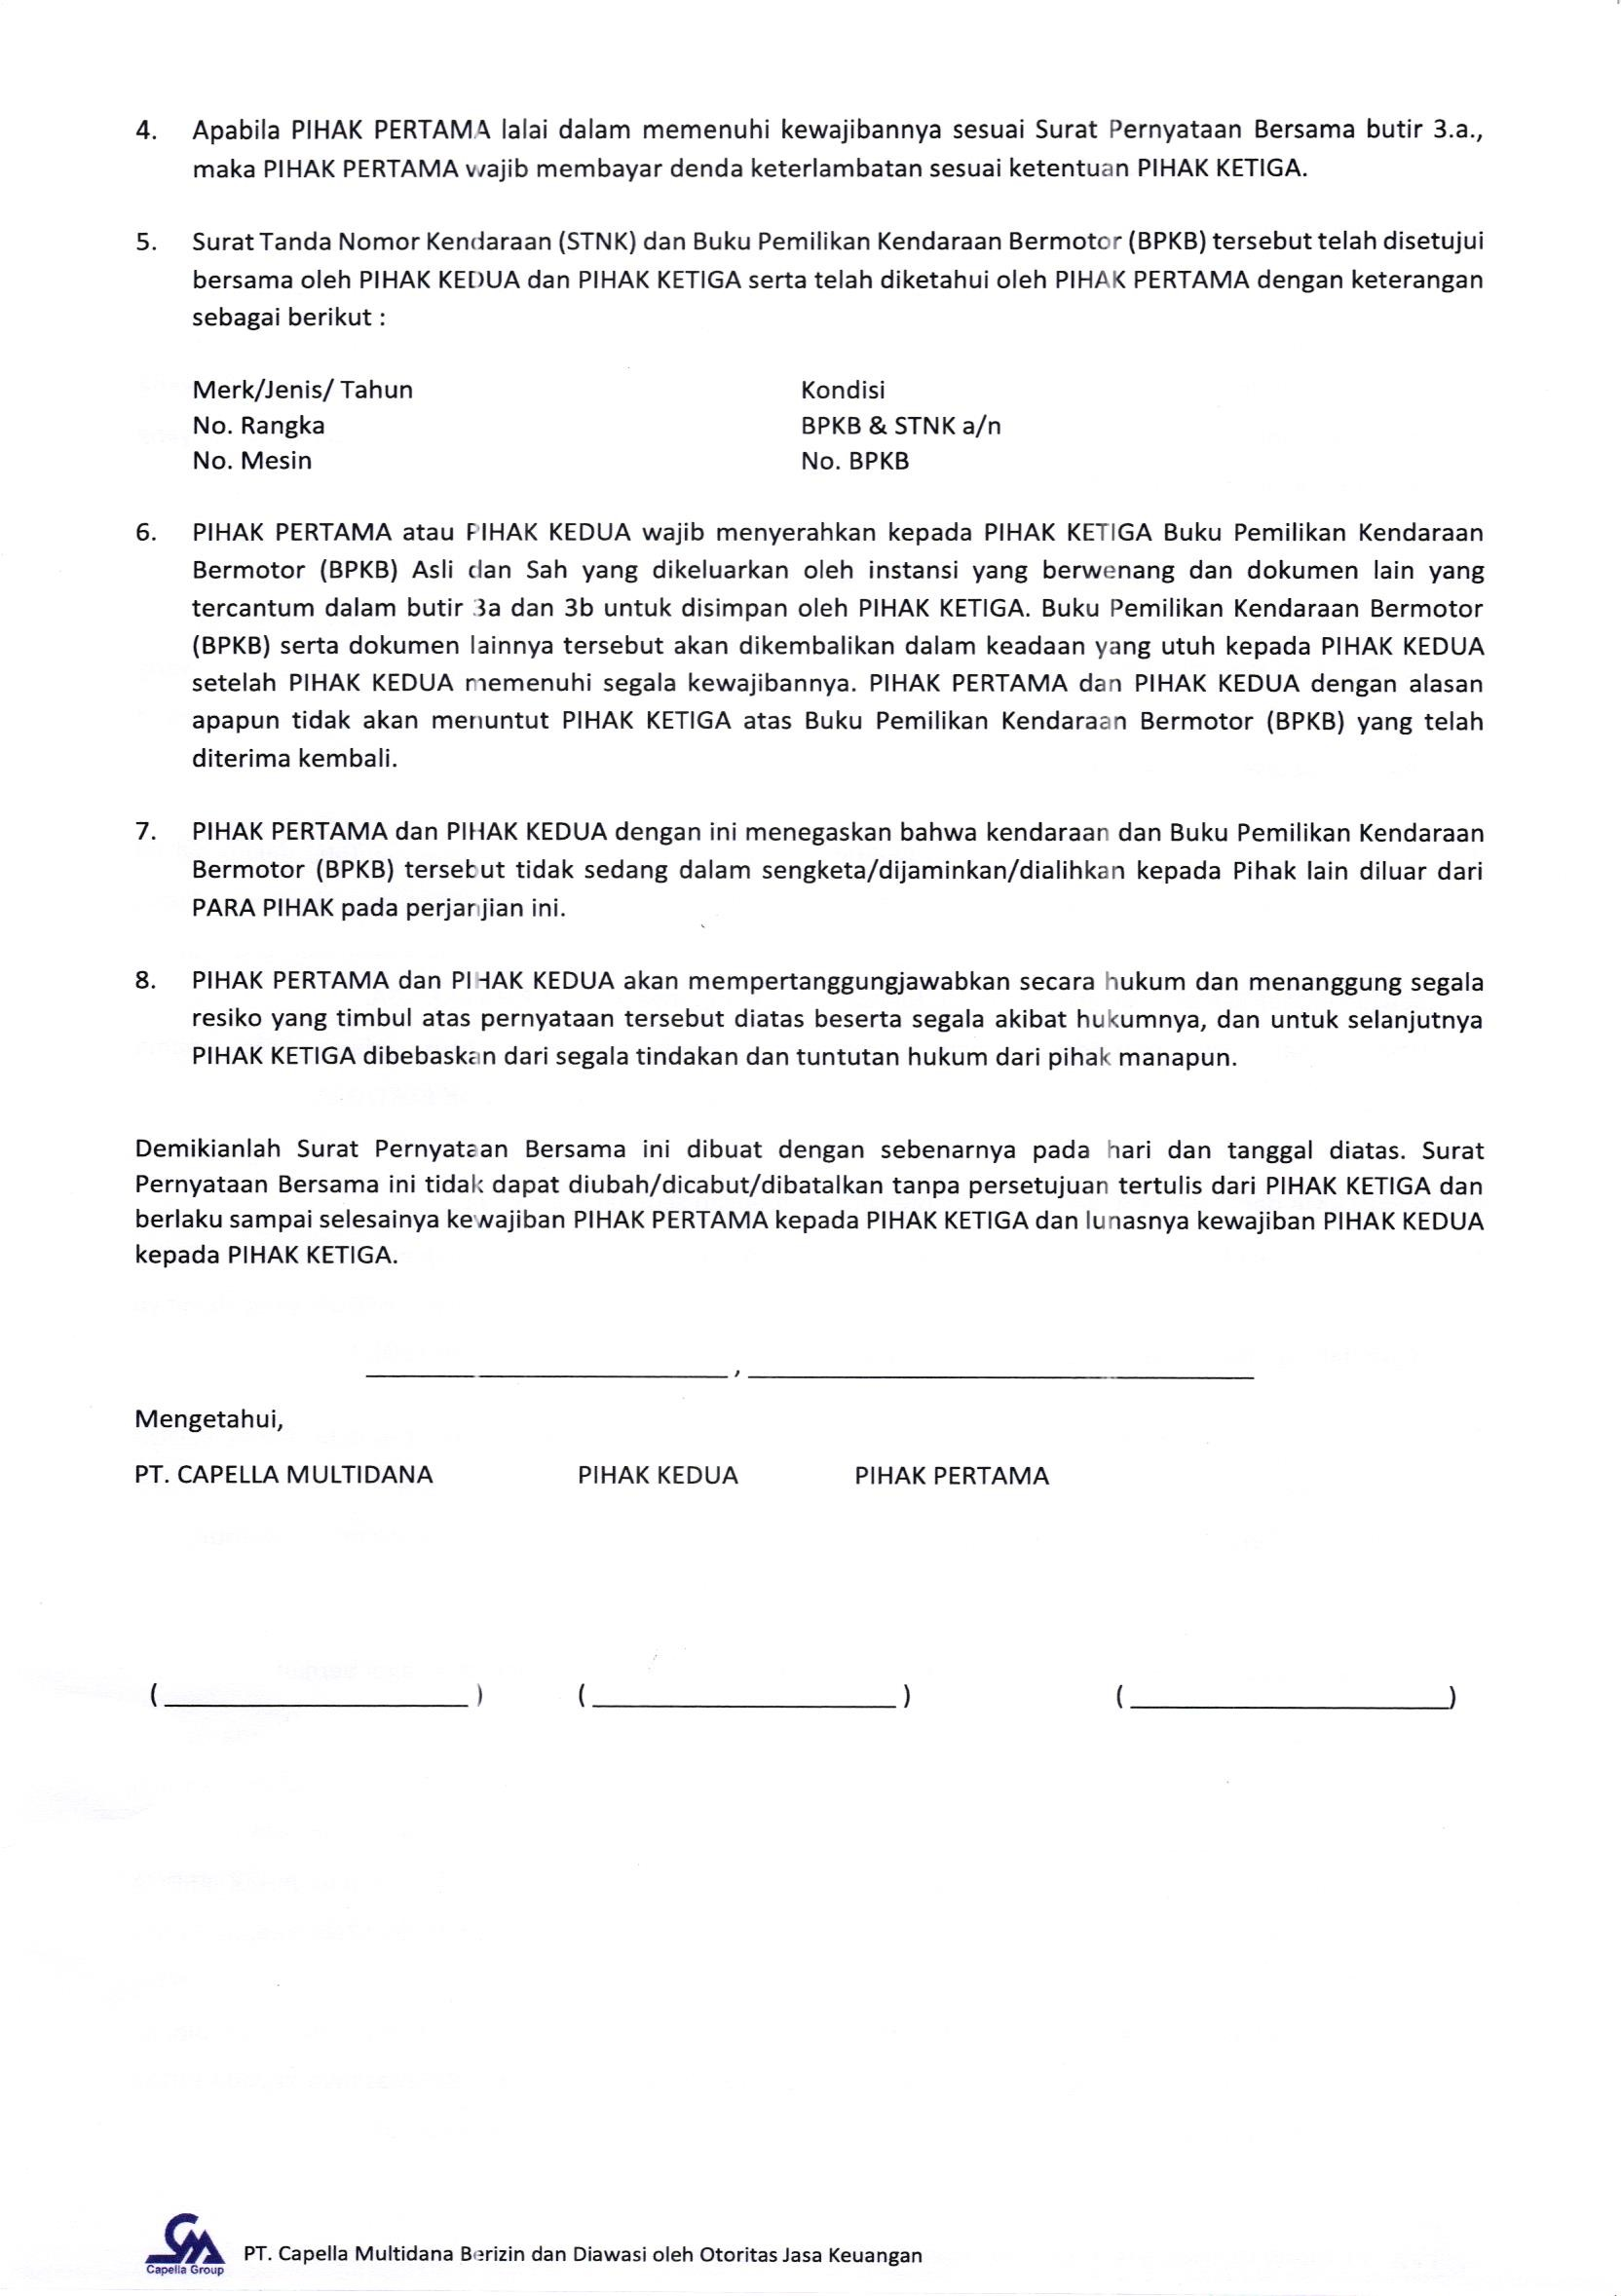 4. Apabila PIHAK PERTAMA lalai dalam memenuhi kewajibannya sesuai Surat Pernyataan Bersama butir 3.a.,
maka PIHAK PERTAMA wajib membayar denda keterlambatan sesuai ketentuan PIHAK KETIGA.
5. Surat Tanda Nomor Kendaraan (STNK) dan Buku Pemilikan Kendaraan Bermotor (BPKB) tersebut telah disetujui
bersama oleh PIHAK KEDUA dan PIHAK KETIGA serta telah diketahui oleh PIHAK PERTAMA dengan keterangan
sebagai berikut :
Merk/Jenis/ Tahun Kondisi
No. Rangka BPKB & STNK a/n
No. Mesin No. BPKB
6. PIHAK PERTAMA atau PIHAK KEDUA wajib menyerahkan kepada PIHAK KETIGA Buku Pemilikan Kendaraan
Bermotor (BPKB) Asli dan Sah yang dikeluarkan oleh instansi yang berwenang dan dokumen lain yang
tercantum dalam butir 3a dan 3b untuk disimpan oleh PIHAK KETIGA. Buku Pemilikan Kendaraan Bermotor
(BPKB) serta dokumen lainnya tersebut akan dikembalikan dalam keadaan yang utuh kepada PIHAK KEDUA
setelah PIHAK KEDUA memenuhi segala kewajibannya. PIHAK PERTAMA dan PIHAK KEDUA dengan alasan
apapun tidak akan menuntut PIHAK KETIGA atas Buku Pemilikan Kendaraan Bermotor (BPKB) yang telah
diterima kembali.
7. PIHAK PERTAMA dan PIHAK KEDUA dengan ini menegaskan bahwa kendaraan dan Buku Pemilikan Kendaraan
Bermotor (BPKB) tersebut tidak sedang dalam sengketa/dijaminkan/dialihkan kepada Pihak lain diluar dari
PARA PIHAK pada perjanjian ini.
8. PIHAK PERTAMA dan PIHAK KEDUA akan mempertanggungjawabkan secara hukum dan menanggung segala
resiko yang timbul atas pernyataan tersebut diatas beserta segala akibat hukumnya, dan untuk selanjutnya
PIHAK KETIGA dibebaskan dari segala tindakan dan tuntutan hukum dari pihak manapun.
Demikianlah Surat Pernyataan Bersama ini dibuat dengan sebenarnya pada hari dan tanggal diatas. Surat
Pernyataan Bersama ini tidak dapat diubah/dicabut/dibatalkan tanpa persetujuan tertulis dari PIHAK KETIGA dan
berlaku sampai selesainya kewajiban PIHAK PERTAMA kepada PIHAK KETIGA dan lunasnya kewajiban PIHAK KEDUA
kepada PIHAK KETIGA.
____________________ , ____________________
Mengetahui,
PT. CAPELLA MULTIDANA PIHAK KEDUA PIHAK PERTAMA
( ____________________ ) ( ____________________ ) ( ____________________ )
Capella Group PT. Capella Multidana Berizin dan Diawasi oleh Otoritas Jasa Keuangan